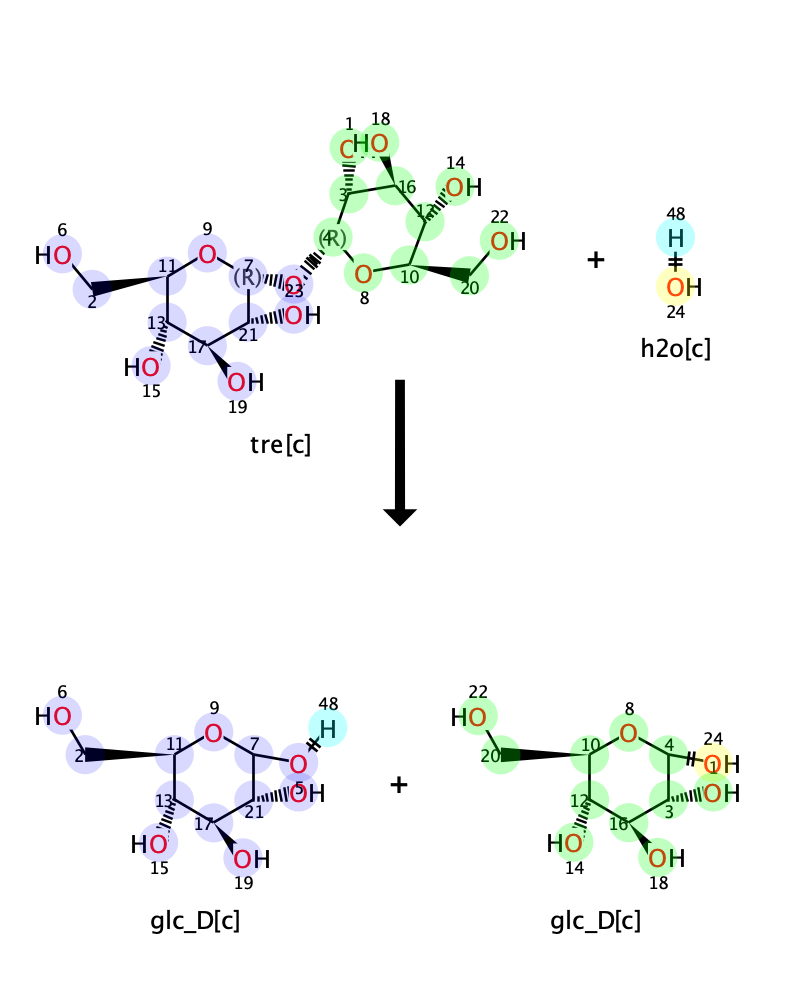 1 18
C HO
14
16 OH
3
12
6 (R) 22 48
HO 9 4 OH H
O 7
11 (R) O O 10 + OH
2 23 8 20 24
13 OH
17 21 h2o[c]
HO OH
15 19
tre[c]
6 48 22 8 24
HO 9 H HO O
O
11 7 10 4 OH
2 O 20 1
5 +
13 OH 12 OH
21 3
17 16
HO HO
15 OH 14 OH
19 18
glc_D[c] glc_D[c]